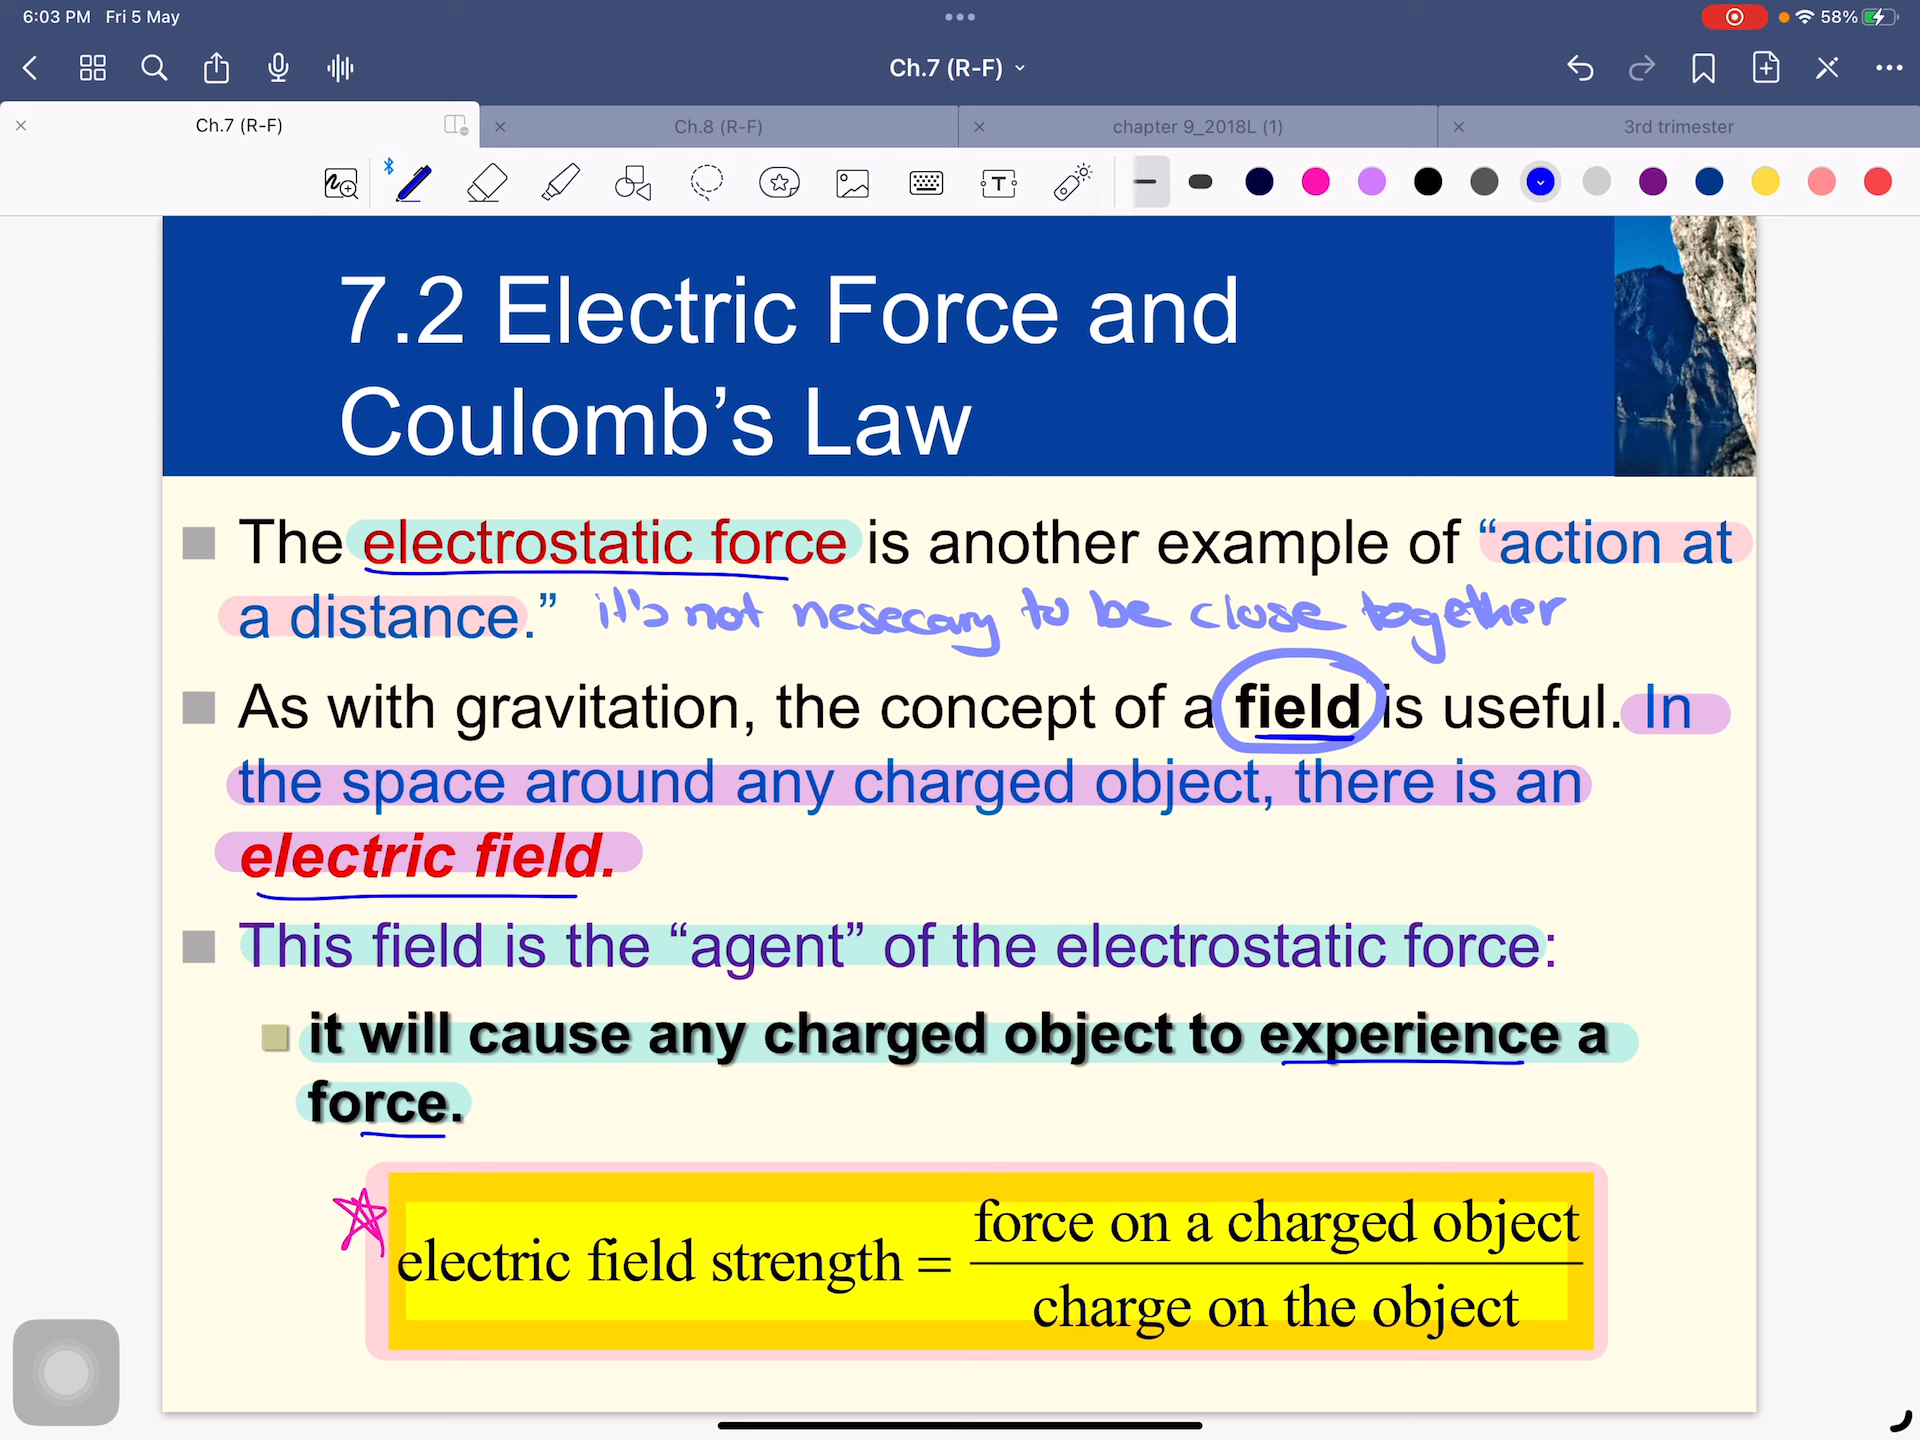 6:03 PM Fri 5 May
58%
Ch.7 (R-F)
Ch.7 (R-F)
Ch.8 (R-F)
chapter 9_2018L (1)
3rd trimester
7.2 Electric Force and
Coulomb’s Law
The electrostatic force is another example of “action at
a distance.” it's not nesecary to be close together
As with gravitation, the concept of a field is useful. In
the space around any charged object, there is an
electric field.
This field is the “agent” of the electrostatic force:
it will cause any charged object to experience a
force.
electric field strength = force on a charged object
charge on the object